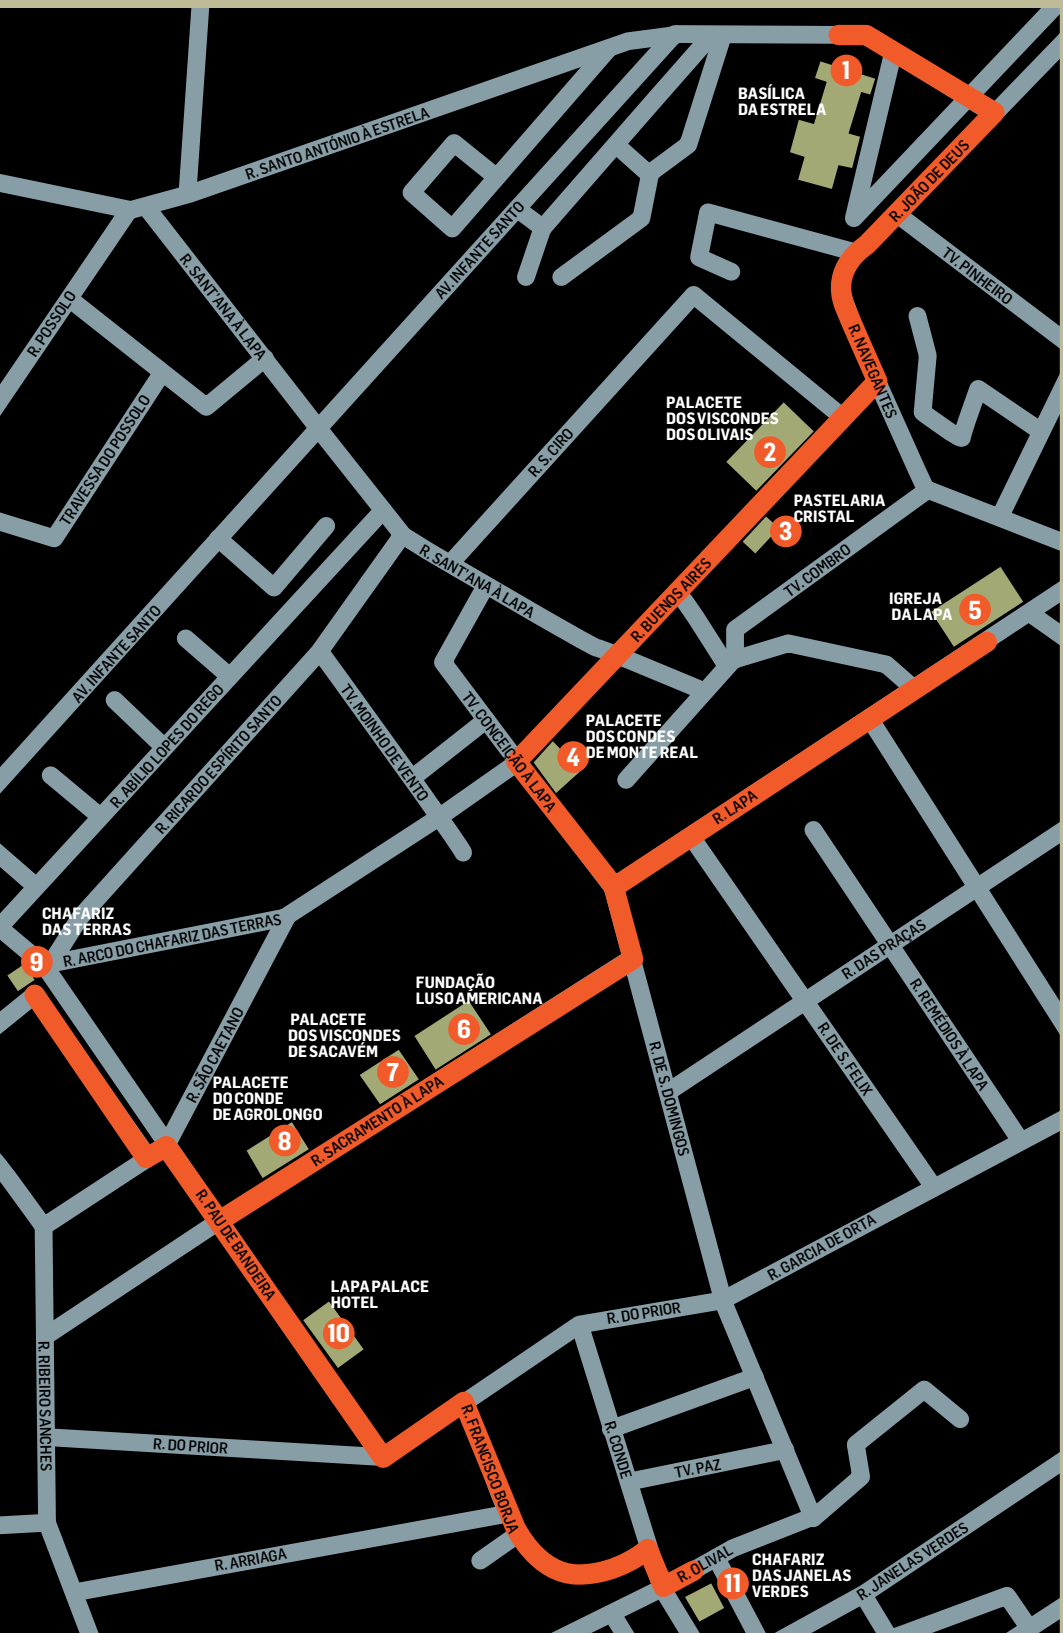 1
BASÍLICA
DA ESTRELA
R. SANTO ANTÓNIO À ESTRELA
R. JOÃO DE DEUS
AV. INFANTE SANTO
TV. PINHEIRO
R. SANT'ANA À LAPA
R. POSSOLO
R. NAVEGANTES
TRAVESSA DO POSSOLO
PALACETE
DOS VISCONDES
DOS OLIVAIS
2
R. S. CIRO
PASTELARIA
CRISTAL
3
R. SANT'ANA À LAPA
TV. COMBRO
R. BUENOS AIRES
IGREJA
DA LAPA
5
AV. INFANTE SANTO
R. ABÍLIO LOPES DO REGO
R. RICARDO ESPÍRITO SANTO
TV. MOINHO DE VENTO
TV. CONCEIÇÃO À LAPA
PALACETE
DOS CONDES
DE MONTE REAL
4
R. LAPA
CHAFARIZ
DAS TERRAS
9
R. ARCO DO CHAFARIZ DAS TERRAS
R. DAS PRAÇAS
FUNDAÇÃO
LUSO AMERICANA
6
R. REMÉDIOS À LAPA
PALACETE
DOS VISCONDES
DE SACAVÉM
7
R. SÃO CAETANO
R. DE S. FELIX
R. DE S. DOMINGOS
PALACETE
DO CONDE
DE AGROLONGO
8
R. SACRAMENTO À LAPA
R. PAU DE BANDEIRA
R. GARCIA DE ORTA
LAPA PALACE
HOTEL
10
R. DO PRIOR
R. RIBEIRO SANCHES
R. DO PRIOR
R. FRANCISCO BORJA
R. CONDE
TV. PAZ
R. ARRIAGA
R. OLIVAL
11
CHAFARIZ
DAS JANELAS
VERDES
R. JANELAS VERDES